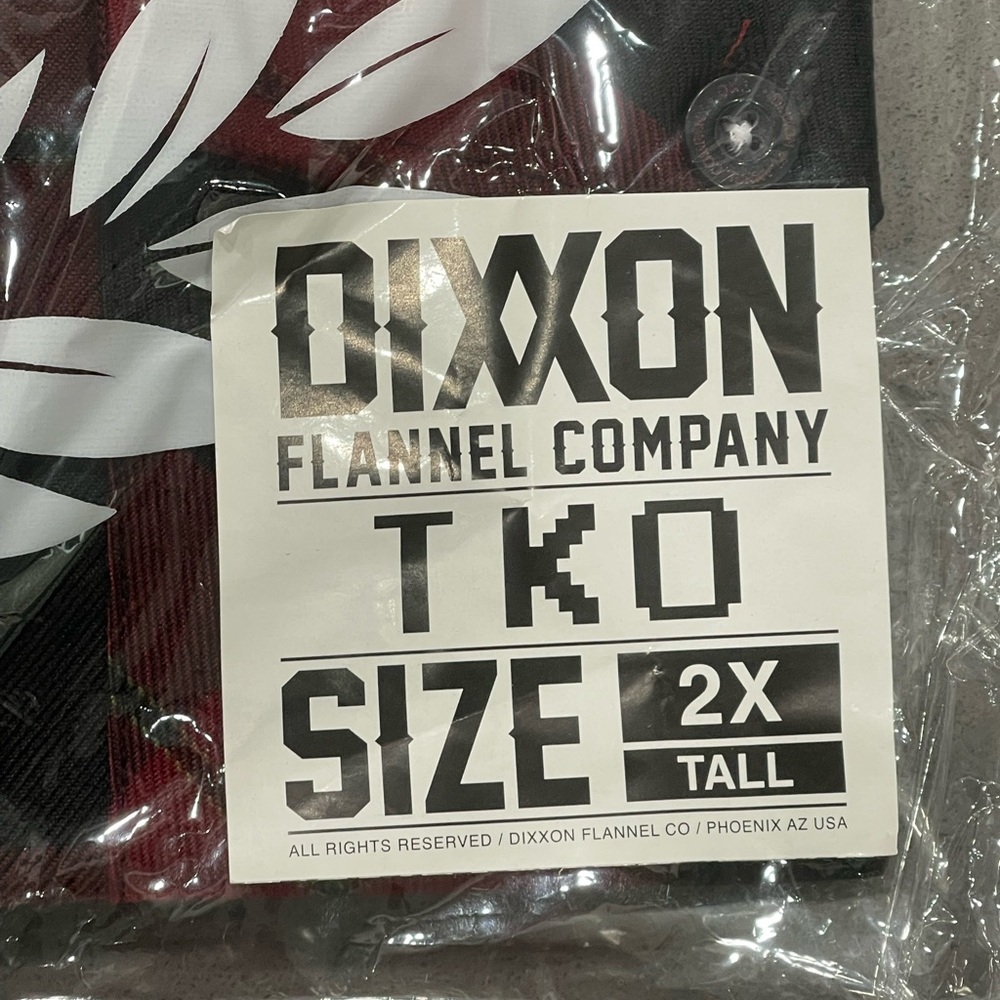 DIXXON
FLANNEL COMPANY
TKO
SIZE
2X
TALL
ALL RIGHTS RESERVED / DIXXON FLANNEL CO / PHOENIX AZ USA